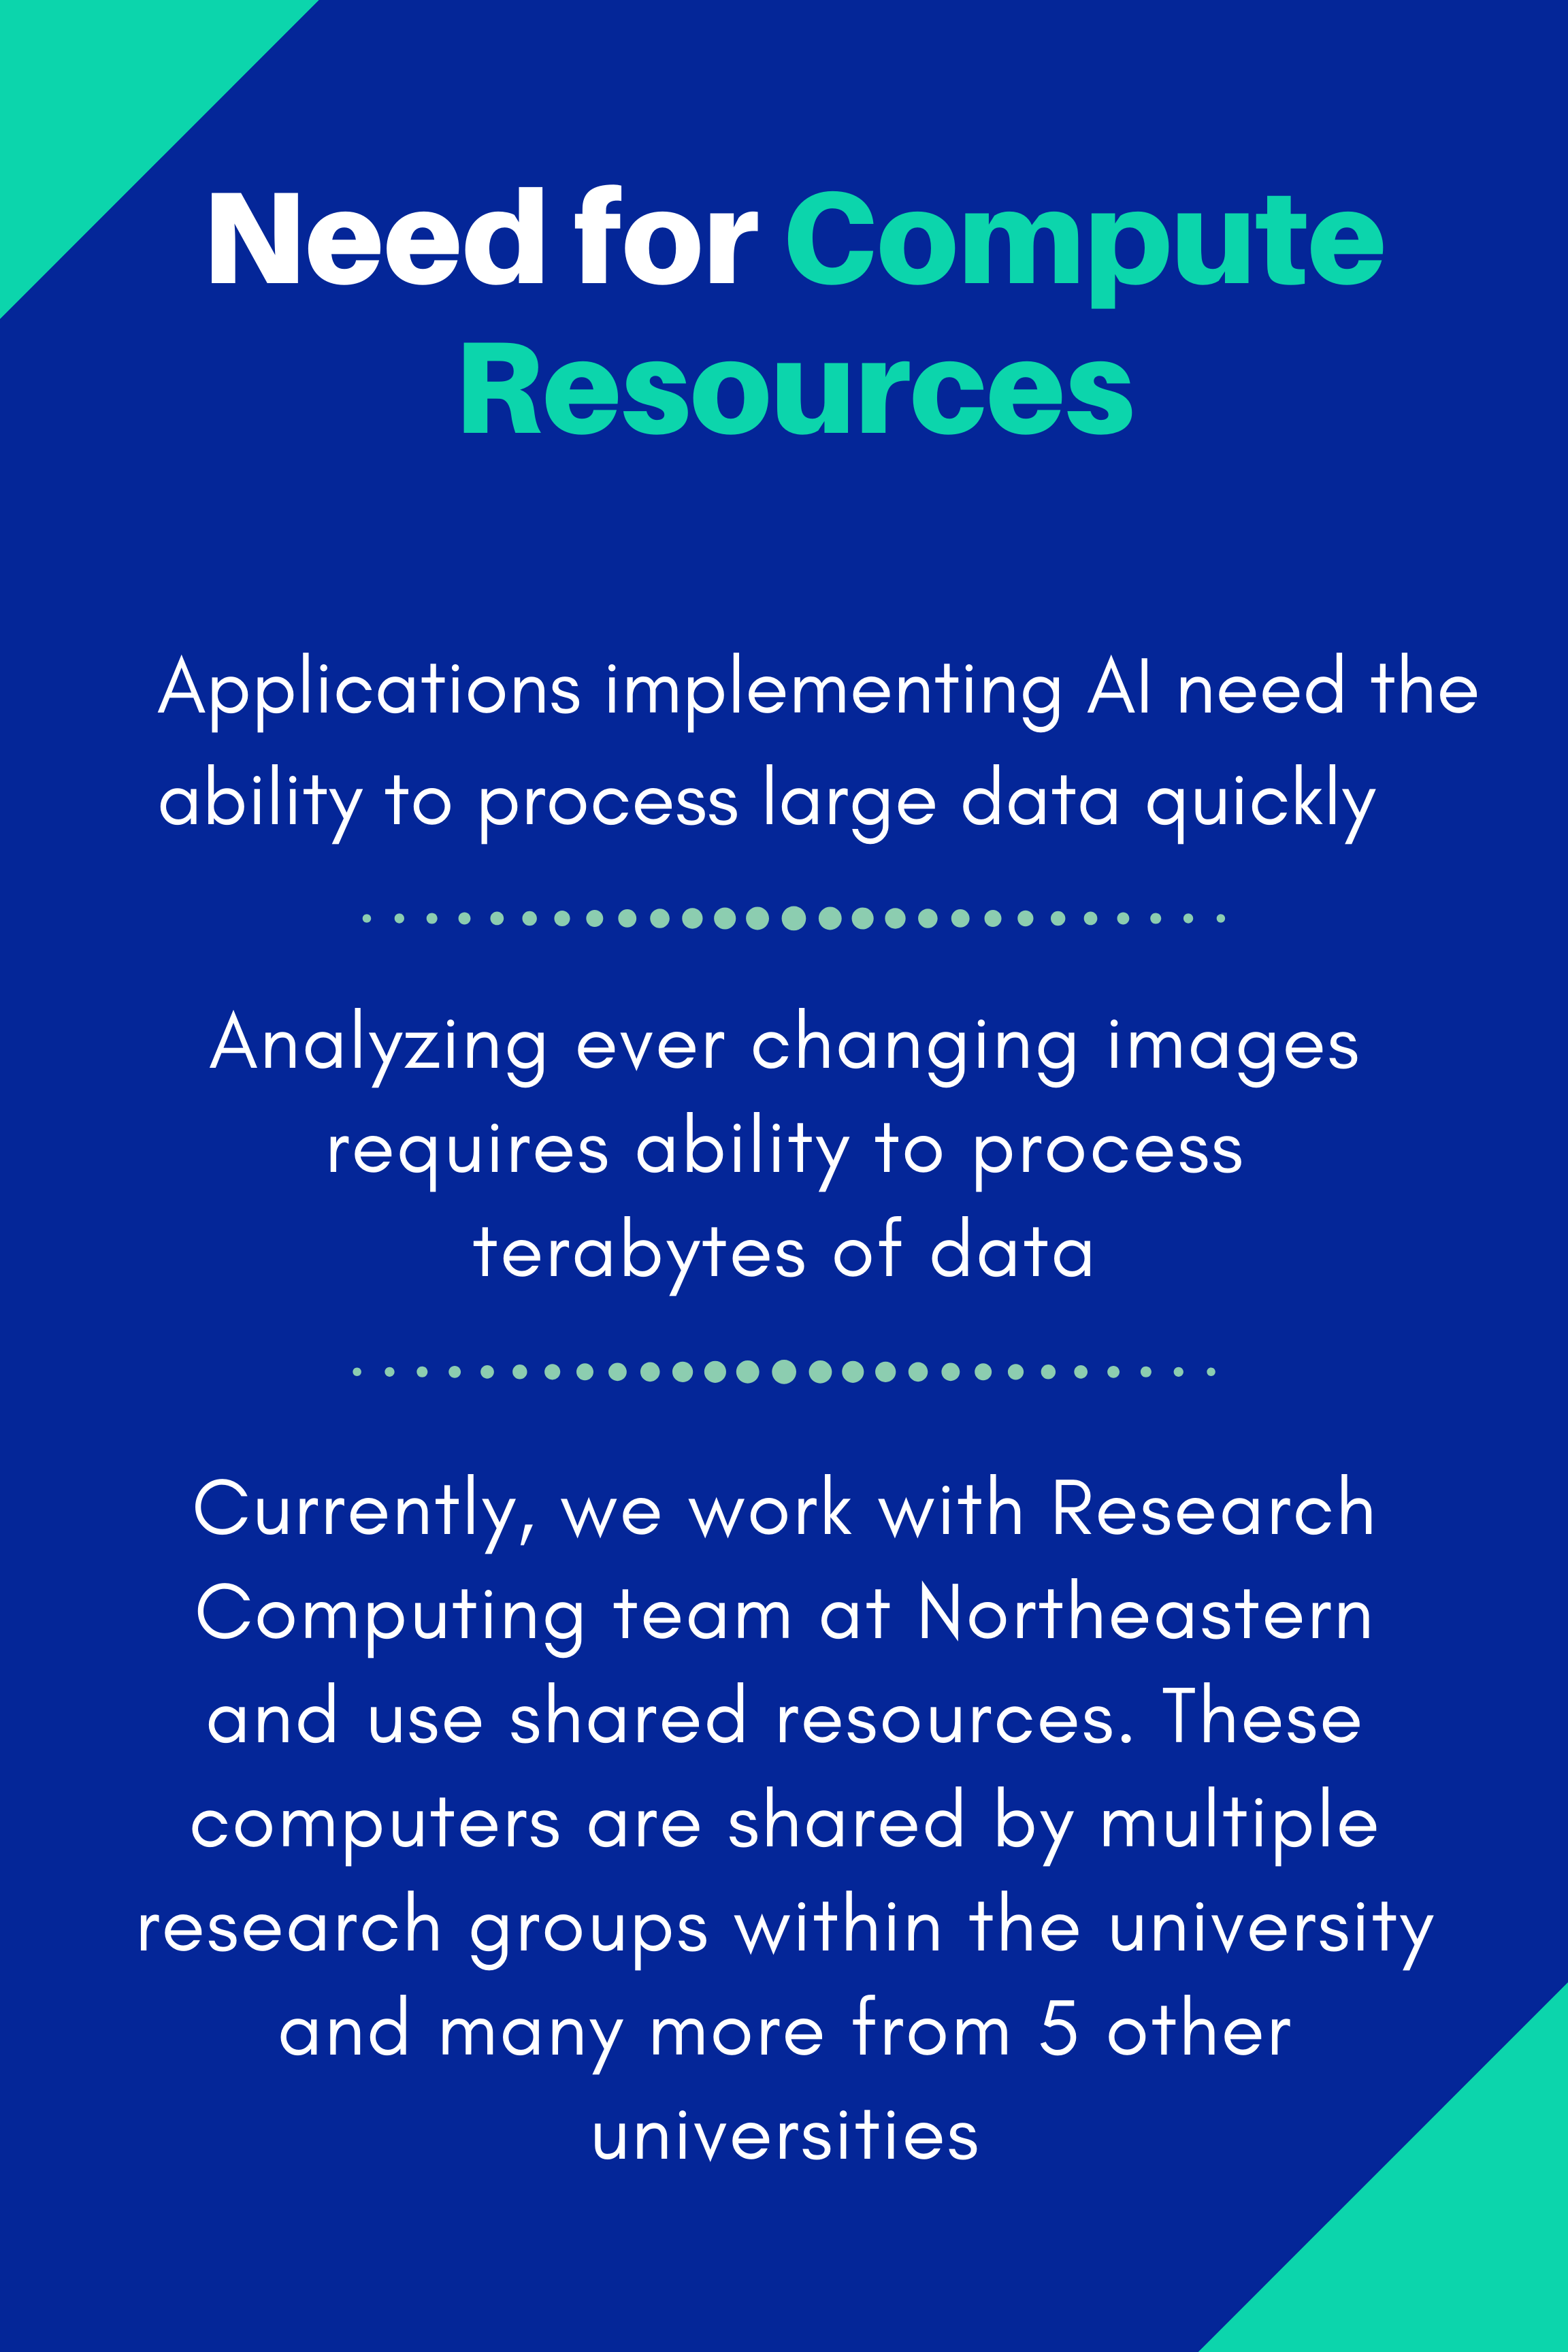 Need for Compute
Resources
Applications implementing AI need the
ability to process large data quickly
Analyzing ever changing images
requires ability to process
terabytes of data
Currently, we work with Research
Computing team at Northeastern
and use shared resources. These
computers are shared by multiple
research groups within the university
and many more from 5 other
universities